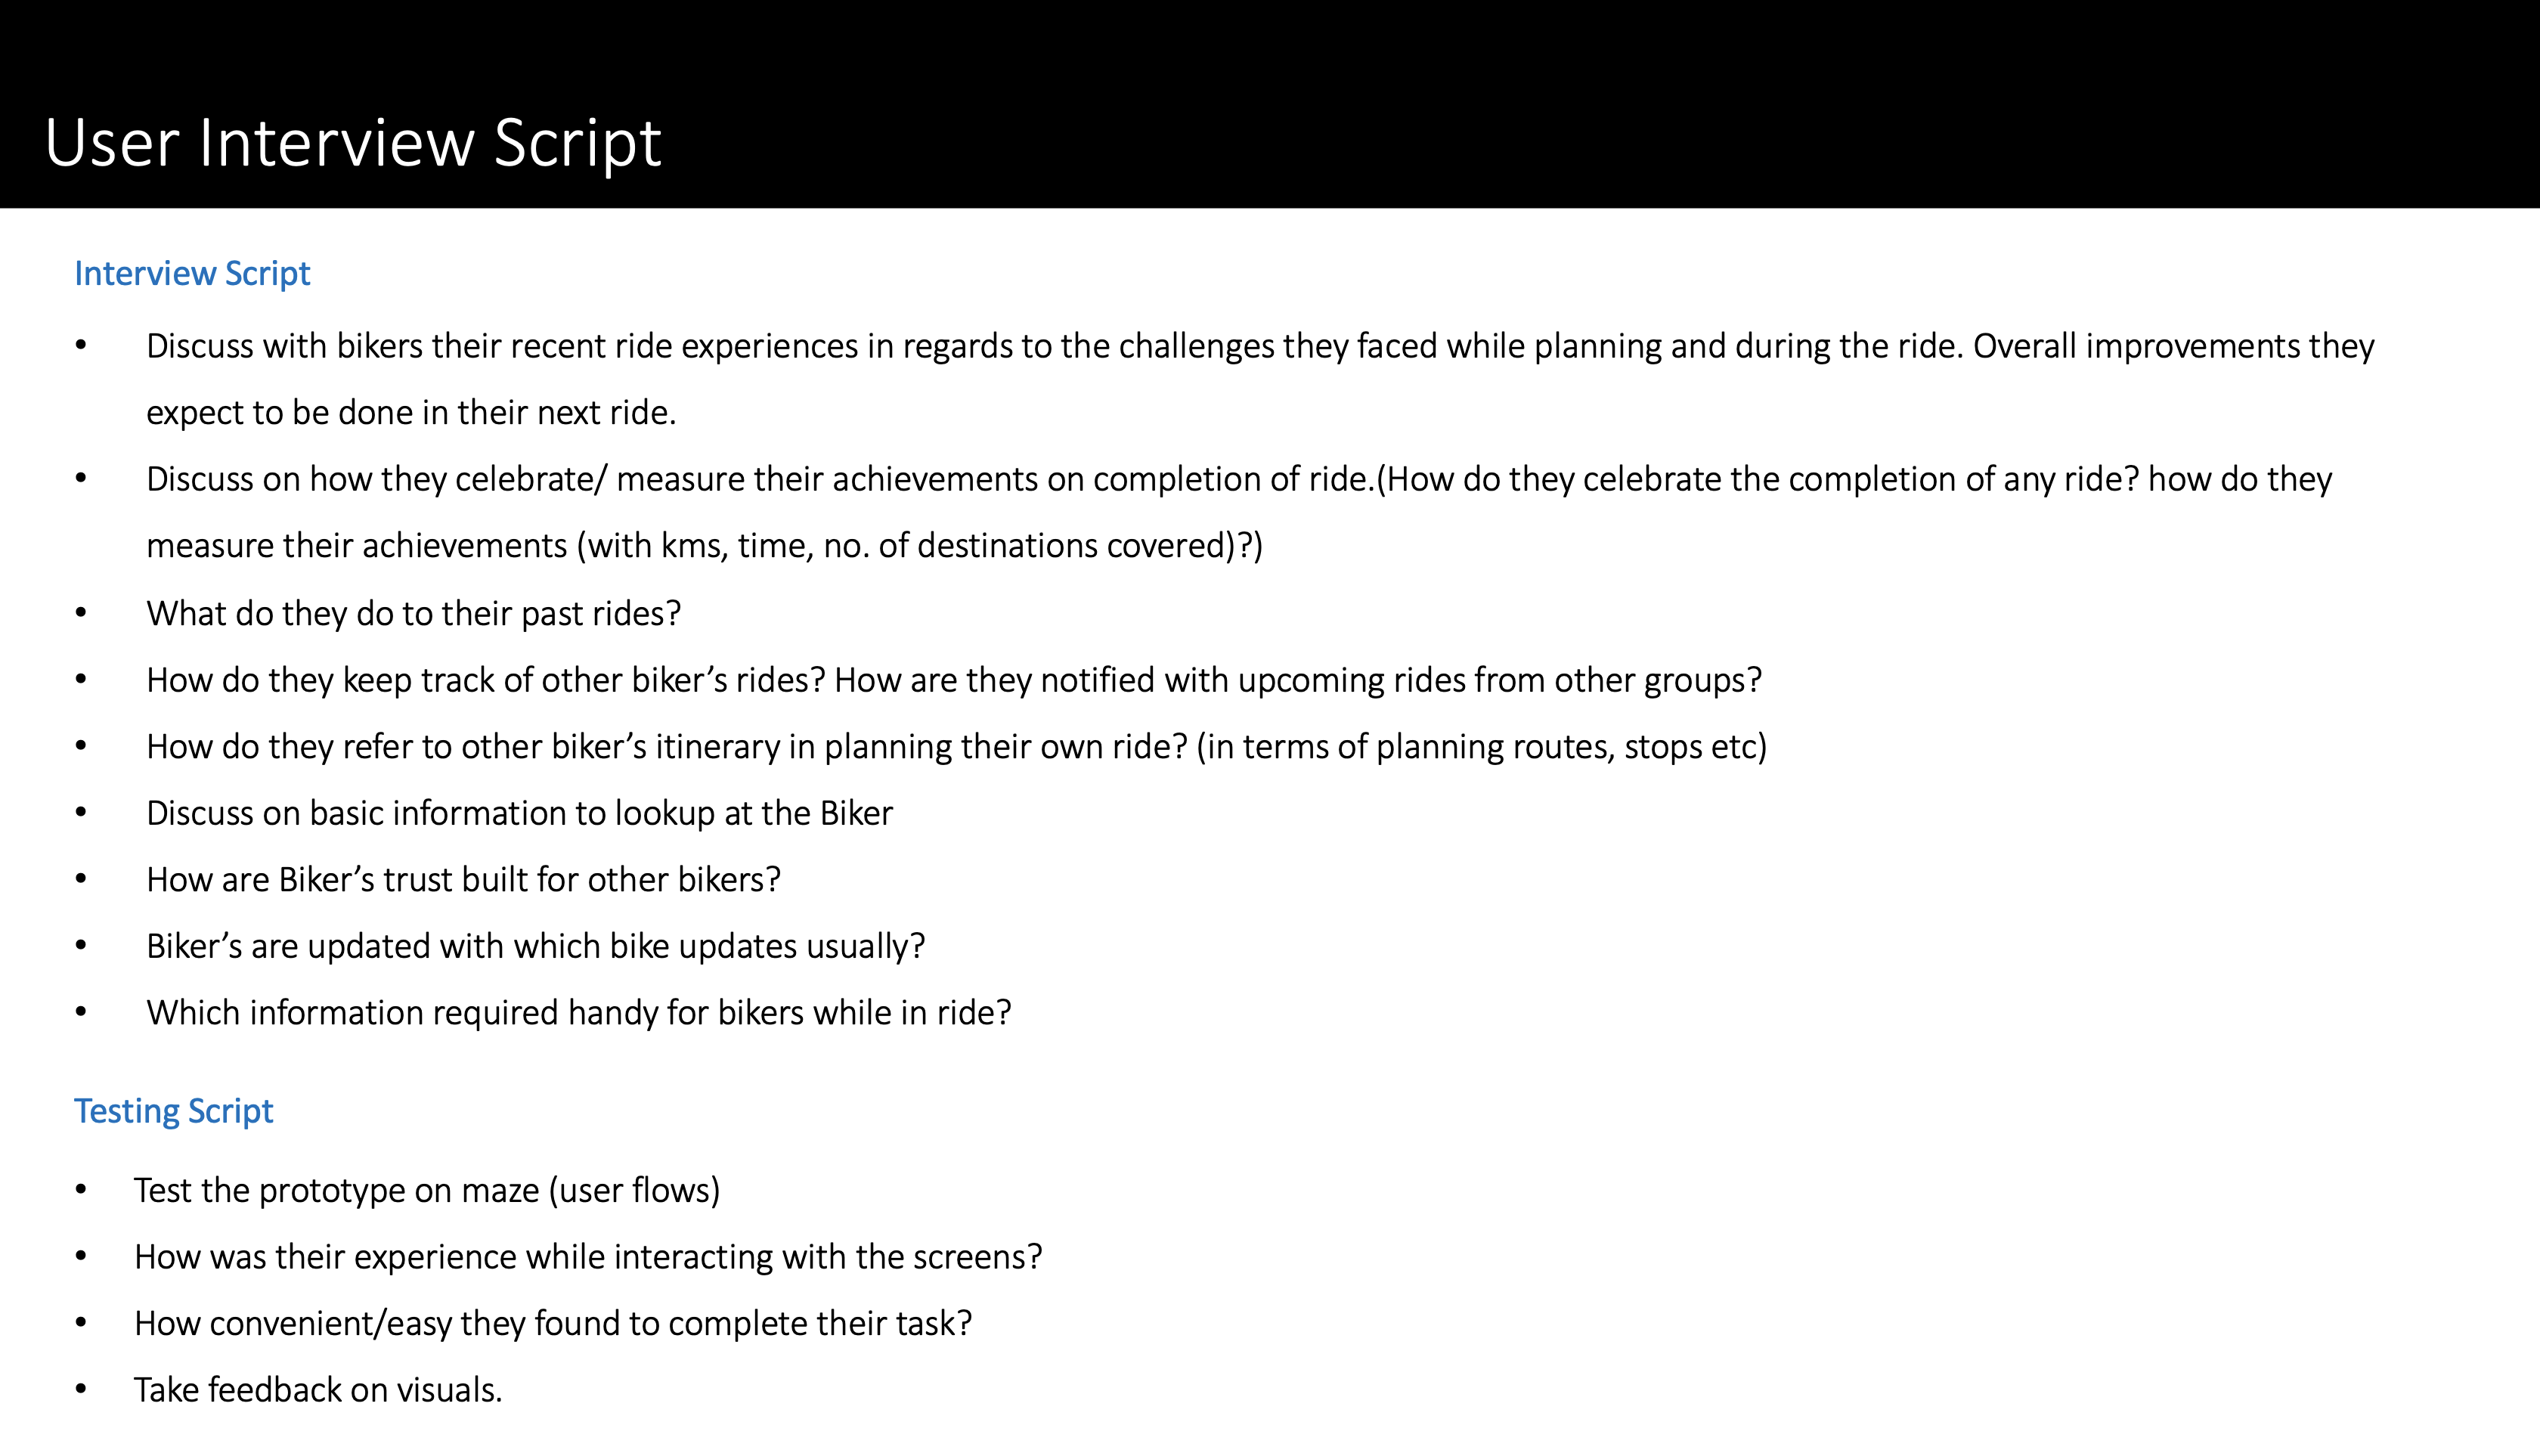 User Interview Script
Interview Script
• Discuss with bikers their recent ride experiences in regards to the challenges they faced while planning and during the ride. Overall improvements they
expect to be done in their next ride.
• Discuss on how they celebrate/ measure their achievements on completion of ride.(How do they celebrate the completion of any ride? how do they
measure their achievements (with kms, time, no. of destinations covered)?)
• What do they do to their past rides?
• How do they keep track of other biker’s rides? How are they notified with upcoming rides from other groups?
• How do they refer to other biker’s itinerary in planning their own ride? (in terms of planning routes, stops etc)
• Discuss on basic information to lookup at the Biker
• How are Biker’s trust built for other bikers?
• Biker’s are updated with which bike updates usually?
• Which information required handy for bikers while in ride?
Testing Script
• Test the prototype on maze (user flows)
• How was their experience while interacting with the screens?
• How convenient/easy they found to complete their task?
• Take feedback on visuals.